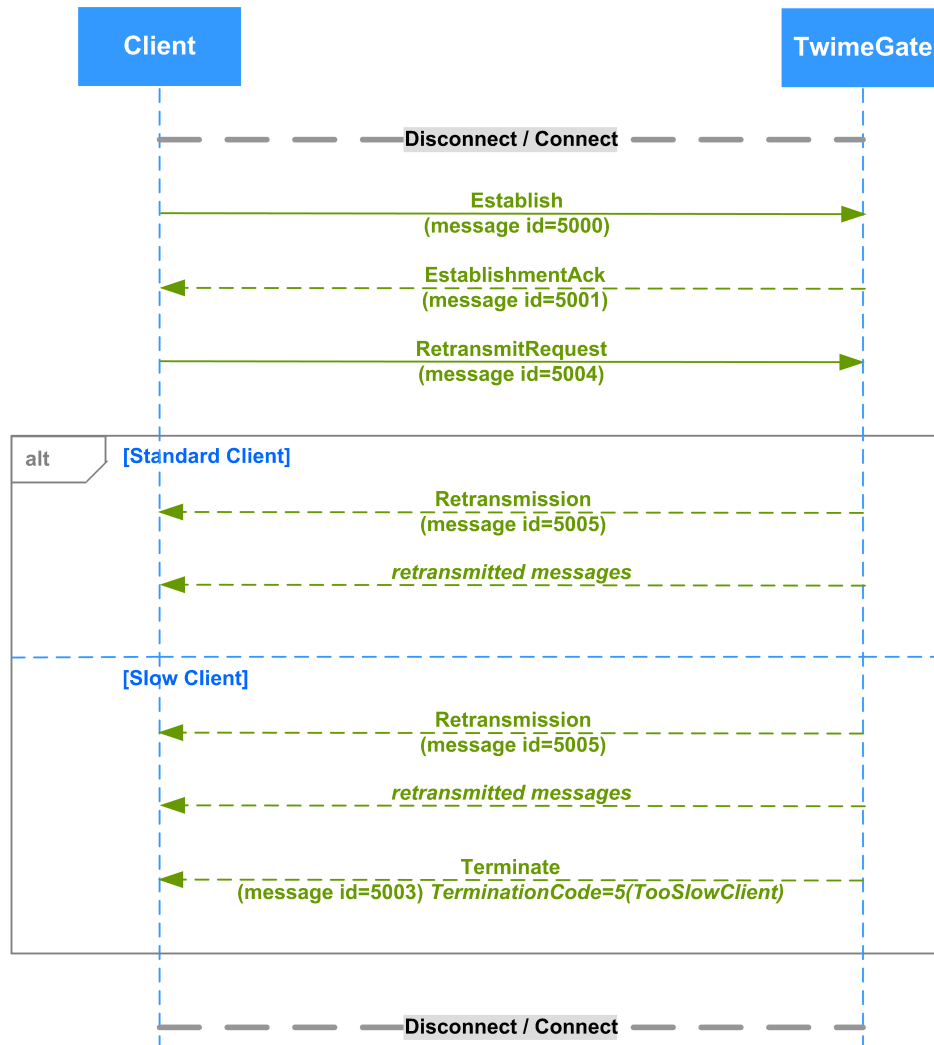 Client
TwimeGate
Disconnect / Connect
Establish
(message id=5000)
EstablishmentAck
(message id=5001)
RetransmitRequest
(message id=5004)
alt
[Standard Client]
Retransmission
(message id=5005)
retransmitted messages
[Slow Client]
Retransmission
(message id=5005)
retransmitted messages
Terminate
(message id=5003) TerminationCode=5(TooSlowClient)
Disconnect / Connect